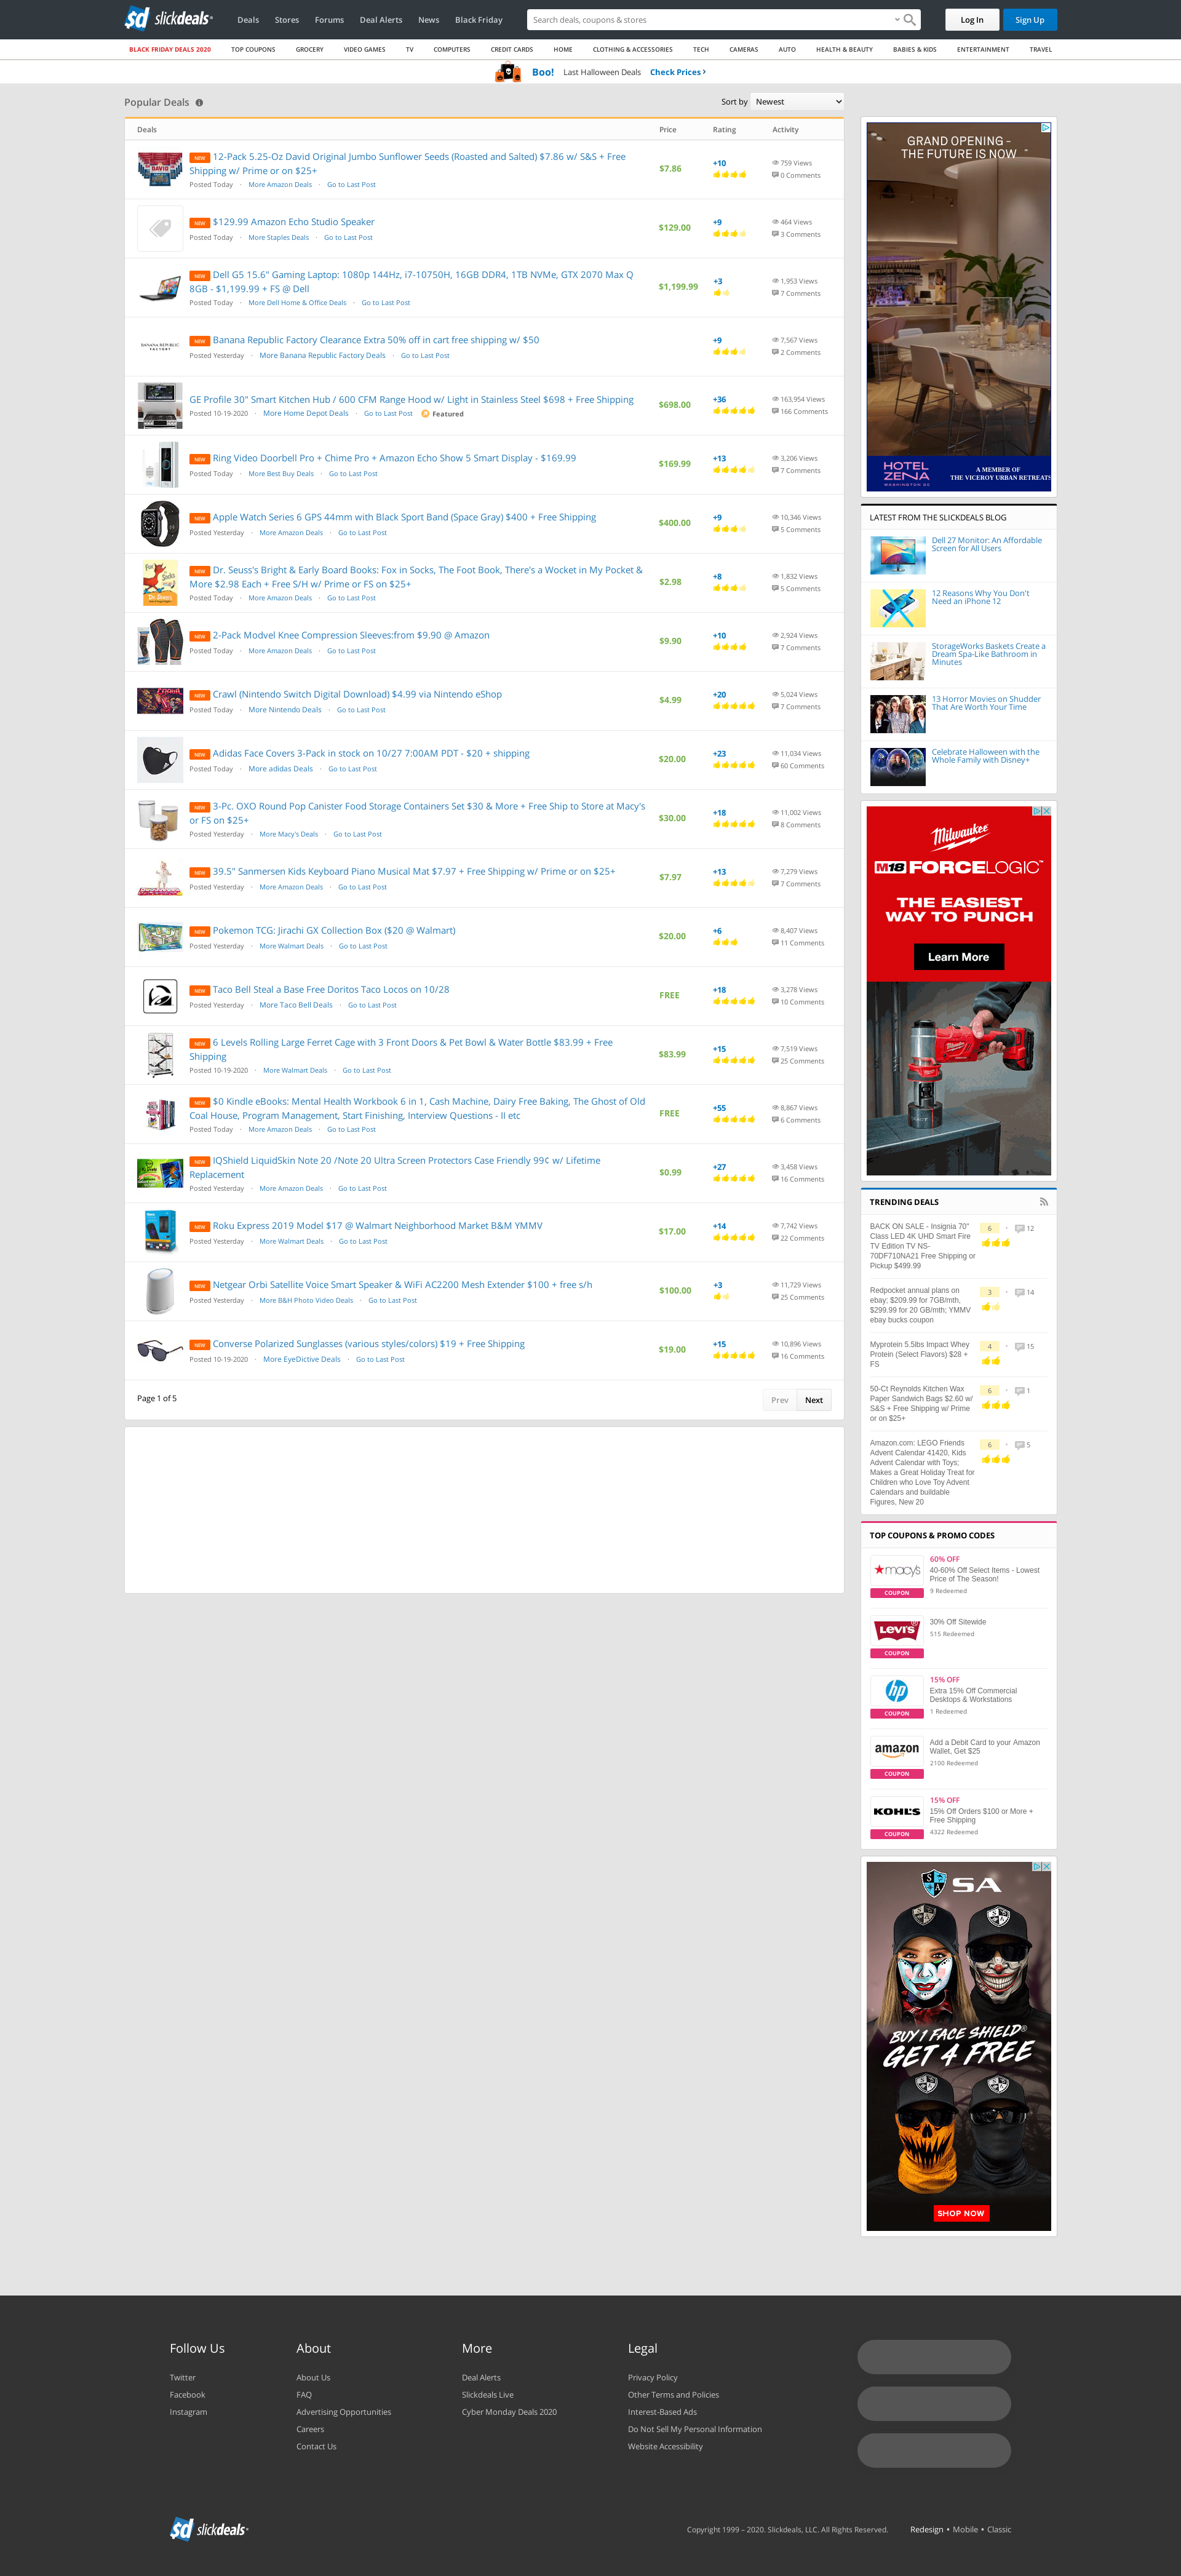 slickdeals
Deals Stores Forums Deal Alerts News Black Friday
Search deals, coupons & stores
Log In Sign Up
BLACK FRIDAY DEALS 2020 TOP COUPONS GROCERY VIDEO GAMES TV COMPUTERS CREDIT CARDS HOME CLOTHING & ACCESSORIES TECH CAMERAS AUTO HEALTH & BEAUTY BABIES & KIDS ENTERTAINMENT TRAVEL
Boo! Last Halloween Deals Check Prices ›
Popular Deals
Sort by Newest
Deals Price Rating Activity
NEW 12-Pack 5.25-Oz David Original Jumbo Sunflower Seeds (Roasted and Salted) $7.86 w/ S&S + Free
Shipping w/ Prime or on $25+
Posted Today · More Amazon Deals · Go to Last Post
$7.86
+10
759 Views
0 Comments
NEW $129.99 Amazon Echo Studio Speaker
Posted Today · More Staples Deals · Go to Last Post
$129.00
+9
464 Views
3 Comments
NEW Dell G5 15.6" Gaming Laptop: 1080p 144Hz, i7-10750H, 16GB DDR4, 1TB NVMe, GTX 2070 Max Q
8GB - $1,199.99 + FS @ Dell
Posted Today · More Dell Home & Office Deals · Go to Last Post
$1,199.99
+3
1,953 Views
7 Comments
BANANA REPUBLIC
FACTORY
NEW Banana Republic Factory Clearance Extra 50% off in cart free shipping w/ $50
Posted Yesterday · More Banana Republic Factory Deals · Go to Last Post
+9
7,567 Views
2 Comments
GE Profile 30" Smart Kitchen Hub / 600 CFM Range Hood w/ Light in Stainless Steel $698 + Free Shipping
Posted 10-19-2020 · More Home Depot Deals · Go to Last Post Featured
$698.00
+36
163,954 Views
166 Comments
NEW Ring Video Doorbell Pro + Chime Pro + Amazon Echo Show 5 Smart Display - $169.99
Posted Today · More Best Buy Deals · Go to Last Post
$169.99
+13
3,206 Views
7 Comments
NEW Apple Watch Series 6 GPS 44mm with Black Sport Band (Space Gray) $400 + Free Shipping
Posted Yesterday · More Amazon Deals · Go to Last Post
$400.00
+9
10,346 Views
5 Comments
NEW Dr. Seuss's Bright & Early Board Books: Fox in Socks, The Foot Book, There's a Wocket in My Pocket &
More $2.98 Each + Free S/H w/ Prime or FS on $25+
Posted Today · More Amazon Deals · Go to Last Post
$2.98
+8
1,832 Views
5 Comments
NEW 2-Pack Modvel Knee Compression Sleeves:from $9.90 @ Amazon
Posted Today · More Amazon Deals · Go to Last Post
$9.90
+10
2,924 Views
7 Comments
NEW Crawl (Nintendo Switch Digital Download) $4.99 via Nintendo eShop
Posted Today · More Nintendo Deals · Go to Last Post
$4.99
+20
5,024 Views
7 Comments
NEW Adidas Face Covers 3-Pack in stock on 10/27 7:00AM PDT - $20 + shipping
Posted Today · More adidas Deals · Go to Last Post
$20.00
+23
11,034 Views
60 Comments
NEW 3-Pc. OXO Round Pop Canister Food Storage Containers Set $30 & More + Free Ship to Store at Macy's
or FS on $25+
Posted Yesterday · More Macy's Deals · Go to Last Post
$30.00
+18
11,002 Views
8 Comments
NEW 39.5" Sanmersen Kids Keyboard Piano Musical Mat $7.97 + Free Shipping w/ Prime or on $25+
Posted Yesterday · More Amazon Deals · Go to Last Post
$7.97
+13
7,279 Views
7 Comments
NEW Pokemon TCG: Jirachi GX Collection Box ($20 @ Walmart)
Posted Yesterday · More Walmart Deals · Go to Last Post
$20.00
+6
8,407 Views
11 Comments
NEW Taco Bell Steal a Base Free Doritos Taco Locos on 10/28
Posted Yesterday · More Taco Bell Deals · Go to Last Post
FREE
+18
3,278 Views
10 Comments
NEW 6 Levels Rolling Large Ferret Cage with 3 Front Doors & Pet Bowl & Water Bottle $83.99 + Free
Shipping
Posted 10-19-2020 · More Walmart Deals · Go to Last Post
$83.99
+15
7,519 Views
25 Comments
NEW $0 Kindle eBooks: Mental Health Workbook 6 in 1, Cash Machine, Dairy Free Baking, The Ghost of Old
Coal House, Program Management, Start Finishing, Interview Questions - II etc
Posted Today · More Amazon Deals · Go to Last Post
FREE
+55
8,867 Views
6 Comments
NEW IQShield LiquidSkin Note 20 /Note 20 Ultra Screen Protectors Case Friendly 99¢ w/ Lifetime
Replacement
Posted Yesterday · More Amazon Deals · Go to Last Post
$0.99
+27
3,458 Views
16 Comments
NEW Roku Express 2019 Model $17 @ Walmart Neighborhood Market B&M YMMV
Posted Yesterday · More Walmart Deals · Go to Last Post
$17.00
+14
7,742 Views
22 Comments
NEW Netgear Orbi Satellite Voice Smart Speaker & WiFi AC2200 Mesh Extender $100 + free s/h
Posted Yesterday · More B&H Photo Video Deals · Go to Last Post
$100.00
+3
11,729 Views
25 Comments
NEW Converse Polarized Sunglasses (various styles/colors) $19 + Free Shipping
Posted 10-19-2020 · More EyeDictive Deals · Go to Last Post
$19.00
+15
10,896 Views
16 Comments
Page 1 of 5
Prev Next
GRAND OPENING -
THE FUTURE IS NOW
HOTEL
ZENA
WASHINGTON DC
A MEMBER OF
THE VICEROY URBAN RETREATS
LATEST FROM THE SLICKDEALS BLOG
Dell 27 Monitor: An Affordable
Screen for All Users
12 Reasons Why You Don't
Need an iPhone 12
StorageWorks Baskets Create a
Dream Spa-Like Bathroom in
Minutes
13 Horror Movies on Shudder
That Are Worth Your Time
Celebrate Halloween with the
Whole Family with Disney+
Milwaukee
M18 FORCELOGIC™
THE EASIEST
WAY TO PUNCH
Learn More
TRENDING DEALS
BACK ON SALE - Insignia 70"
Class LED 4K UHD Smart Fire
TV Edition TV NS-
70DF710NA21 Free Shipping or
Pickup $499.99
6 · 12
Redpocket annual plans on
ebay; $209.99 for 7GB/mth,
$299.99 for 20 GB/mth; YMMV
ebay bucks coupon
3 · 14
Myprotein 5.5lbs Impact Whey
Protein (Select Flavors) $28 +
FS
4 · 15
50-Ct Reynolds Kitchen Wax
Paper Sandwich Bags $2.60 w/
S&S + Free Shipping w/ Prime
or on $25+
6 · 1
Amazon.com: LEGO Friends
Advent Calendar 41420, Kids
Advent Calendar with Toys;
Makes a Great Holiday Treat for
Children who Love Toy Advent
Calendars and buildable
Figures, New 20
6 · 5
TOP COUPONS & PROMO CODES
macy's
COUPON
60% OFF
40-60% Off Select Items - Lowest
Price of The Season!
9 Redeemed
LEVI'S
COUPON
30% Off Sitewide
515 Redeemed
hp
COUPON
15% OFF
Extra 15% Off Commercial
Desktops & Workstations
1 Redeemed
amazon
COUPON
Add a Debit Card to your Amazon
Wallet, Get $25
2100 Redeemed
KOHL'S
COUPON
15% OFF
15% Off Orders $100 or More +
Free Shipping
4322 Redeemed
SA
BUY 1 FACE SHIELD®
GET 4 FREE
SHOP NOW
Follow Us
Twitter
Facebook
Instagram
About
About Us
FAQ
Advertising Opportunities
Careers
Contact Us
More
Deal Alerts
Slickdeals Live
Cyber Monday Deals 2020
Legal
Privacy Policy
Other Terms and Policies
Interest-Based Ads
Do Not Sell My Personal Information
Website Accessibility
slickdeals
Copyright 1999 – 2020. Slickdeals, LLC. All Rights Reserved.
Redesign • Mobile • Classic